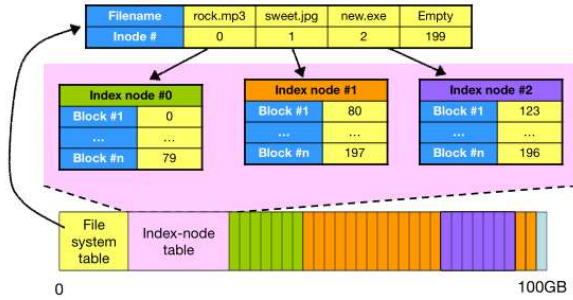 Filename rock.mp3 sweet.jpg new.exe Empty
Inode # 0 1 2 199
Index node #0
Block #1 0
... ...
Block #n 79
Index node #1
Block #1 80
... ...
Block #n 197
Index node #2
Block #1 123
... ...
Block #n 196
File
system
table
Index-node
table
0 100GB